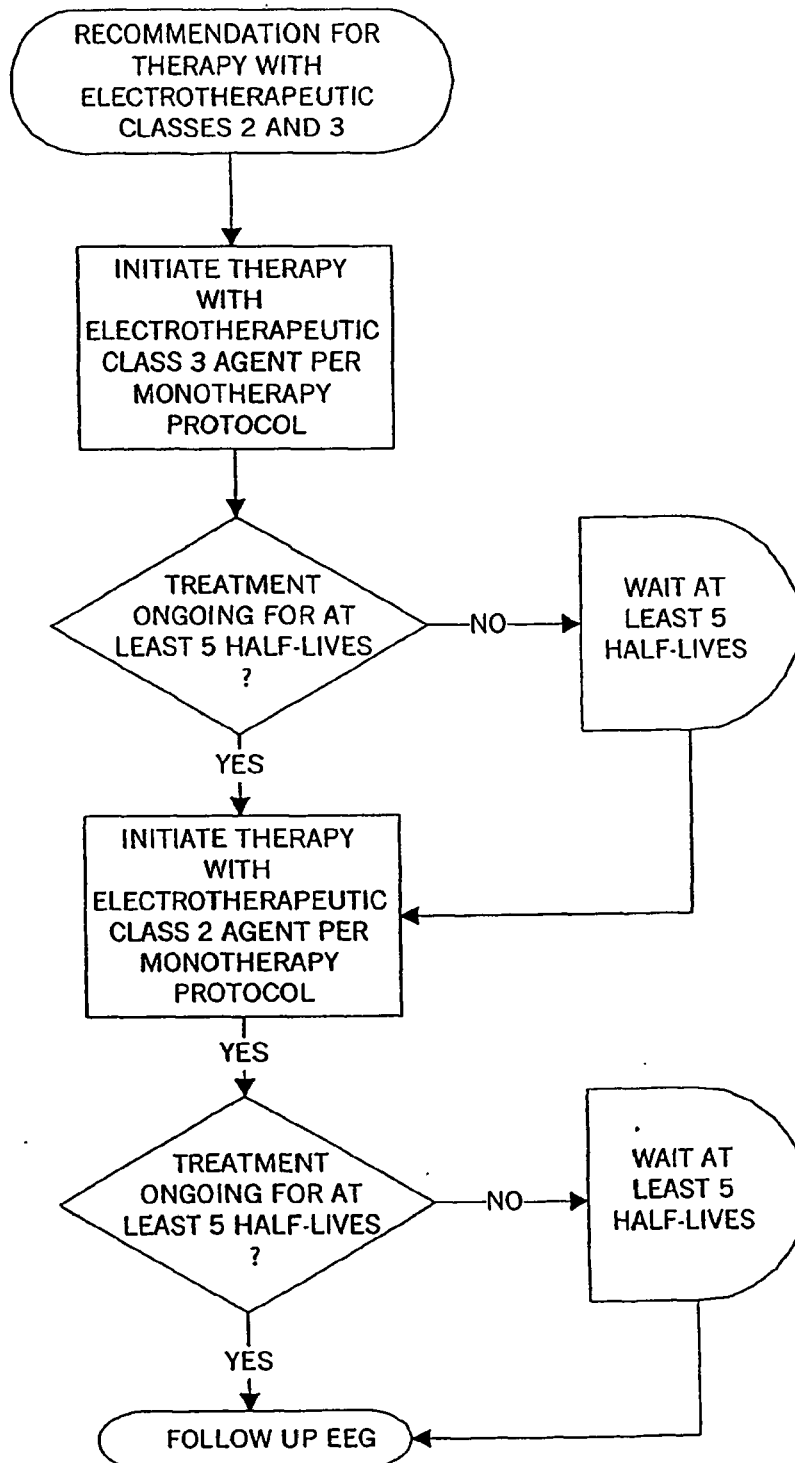 RECOMMENDATION FOR
THERAPY WITH
ELECTROTHERAPEUTIC
CLASSES 2 AND 3
INITIATE THERAPY
WITH
ELECTROTHERAPEUTIC
CLASS 3 AGENT PER
MONOTHERAPY
PROTOCOL
TREATMENT
ONGOING FOR AT
LEAST 5 HALF-LIVES
?
NO
WAIT AT
LEAST 5
HALF-LIVES
YES
INITIATE THERAPY
WITH
ELECTROTHERAPEUTIC
CLASS 2 AGENT PER
MONOTHERAPY
PROTOCOL
YES
TREATMENT
ONGOING FOR AT
LEAST 5 HALF-LIVES
?
NO
WAIT AT
LEAST 5
HALF-LIVES
YES
FOLLOW UP EEG